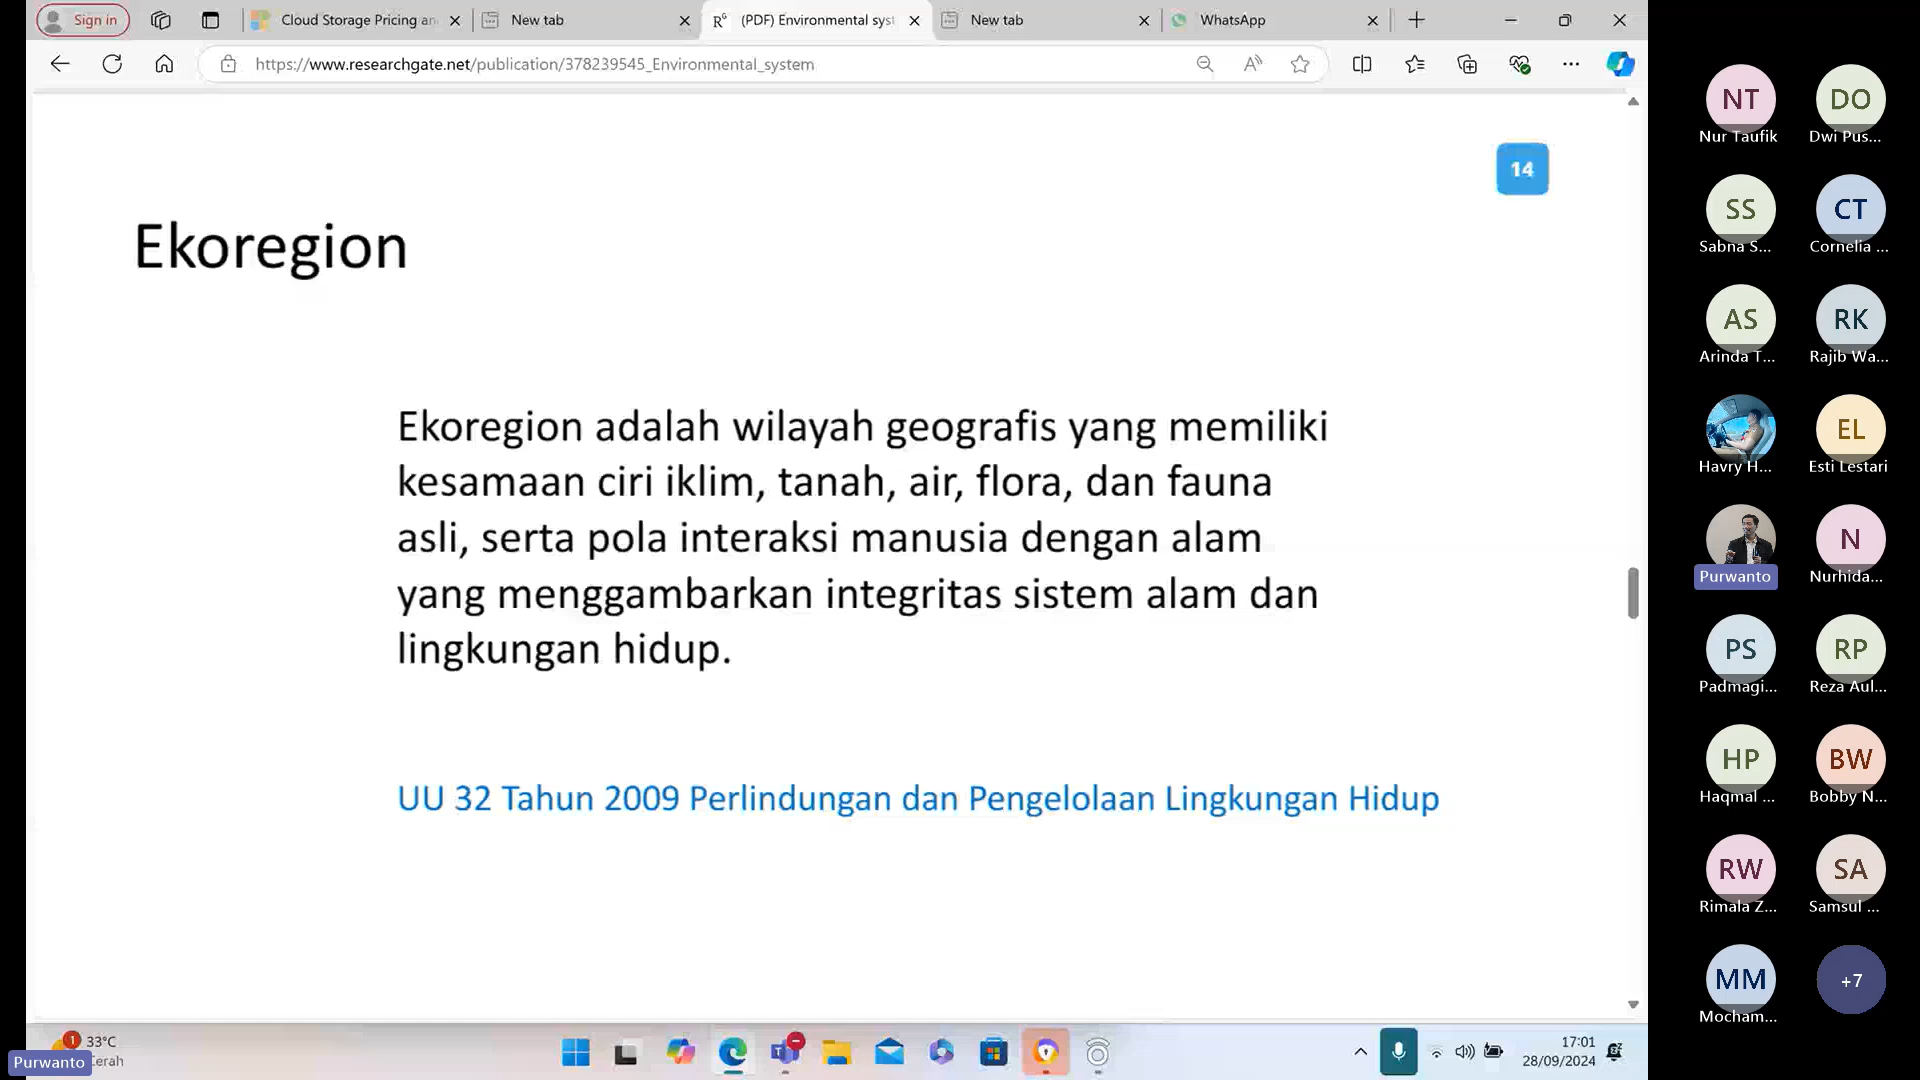 Sign in
Cloud Storage Pricing an
New tab
(PDF) Environmental syst
New tab
WhatsApp
https://www.researchgate.net/publication/378239545_Environmental_system
14
Ekoregion
Ekoregion adalah wilayah geografis yang memiliki
kesamaan ciri iklim, tanah, air, flora, dan fauna
asli, serta pola interaksi manusia dengan alam
yang menggambarkan integritas sistem alam dan
lingkungan hidup.
UU 32 Tahun 2009 Perlindungan dan Pengelolaan Lingkungan Hidup
NT
Nur Taufik
DO
Dwi Pus...
SS
Sabna S...
CT
Cornelia ...
AS
Arinda T...
RK
Rajib Wa...
Havry H...
EL
Esti Lestari
Purwanto
N
Nurhida...
PS
Padmagi...
RP
Reza Aul...
HP
Haqmal ...
BW
Bobby N...
RW
Rimala Z...
SA
Samsul ...
MM
Mocham...
+7
1
33°C
Cerah
Purwanto
17:01
28/09/2024